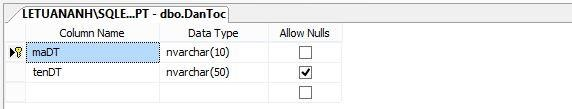 LETUANANH\SQLE...PT - dbo.DanToc
Column Name Data Type Allow Nulls
maDT nvarchar(10)
tenDT nvarchar(50)